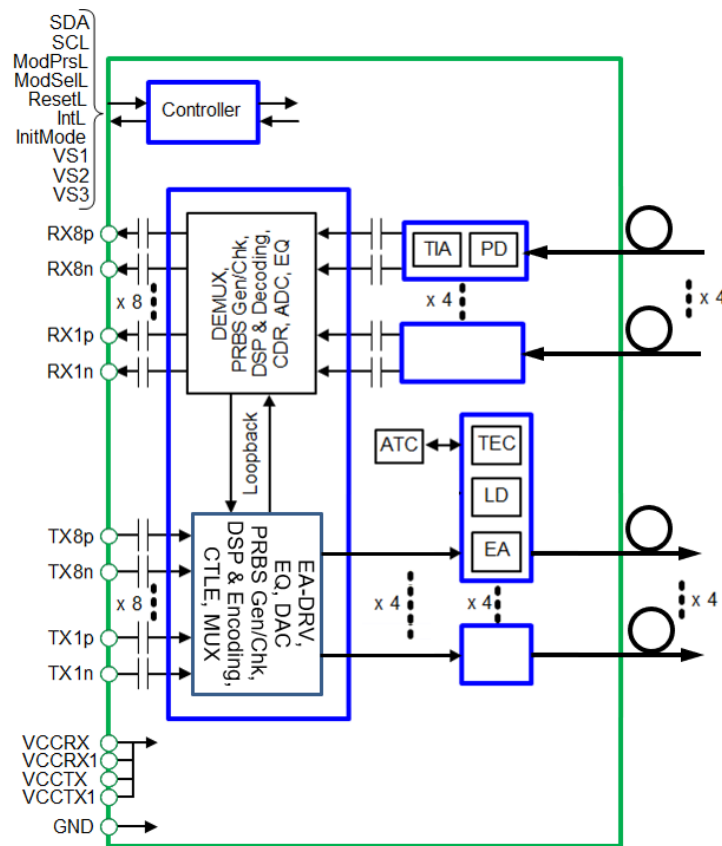 SDA
SCL
ModPrsL
ModSelL
ResetL
IntL
InitMode
VS1
VS2
VS3
Controller
RX8p
RX8n
x 8
RX1p
RX1n
DEMUX,
PRBS Gen/Chk,
DSP & Decoding,
CDR, ADC, EQ
TIA
PD
x 4
x 4
Loopback
ATC
TEC
LD
EA
TX8p
TX8n
x 8
TX1p
TX1n
EA-DRV,
EQ, DAC
PRBS Gen/Chk,
DSP & Encoding,
CTLE, MUX
x 4
x 4
x 4
VCCRX
VCCRX1
VCCTX
VCCTX1
GND